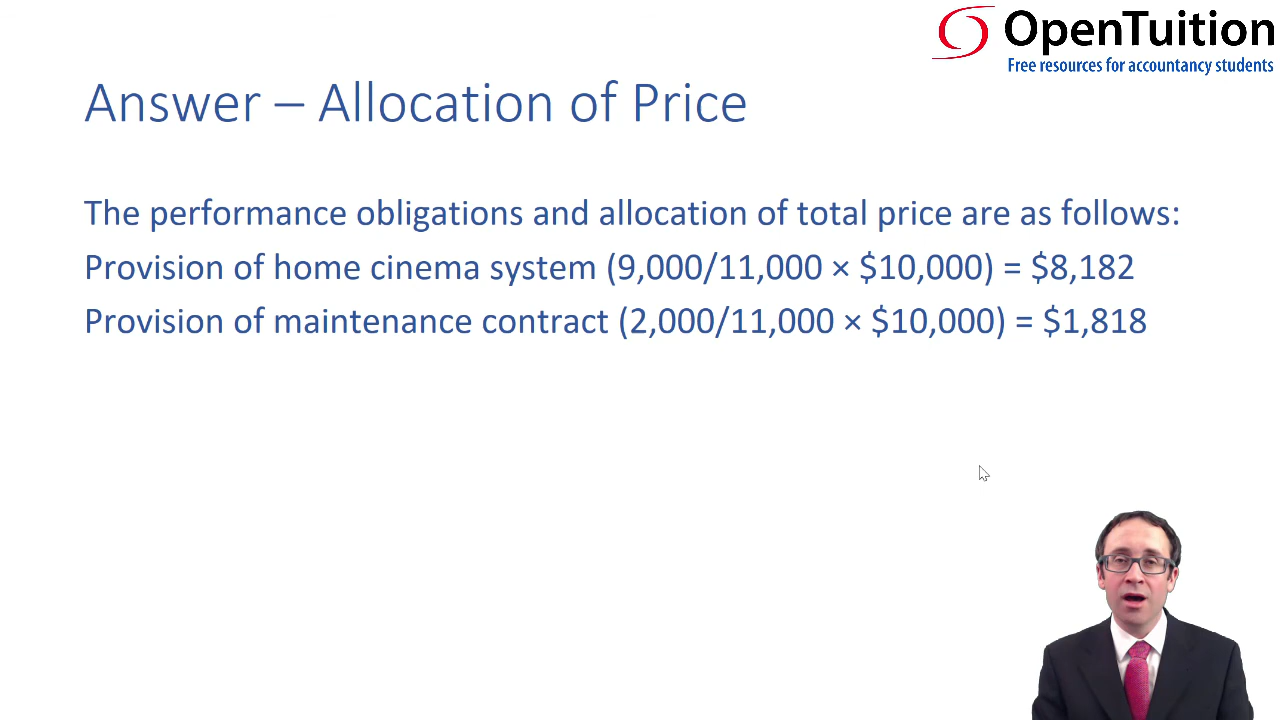 OpenTuition
Free resources for accountancy students
Answer – Allocation of Price
The performance obligations and allocation of total price are as follows:
Provision of home cinema system (9,000/11,000 × $10,000) = $8,182
Provision of maintenance contract (2,000/11,000 × $10,000) = $1,818